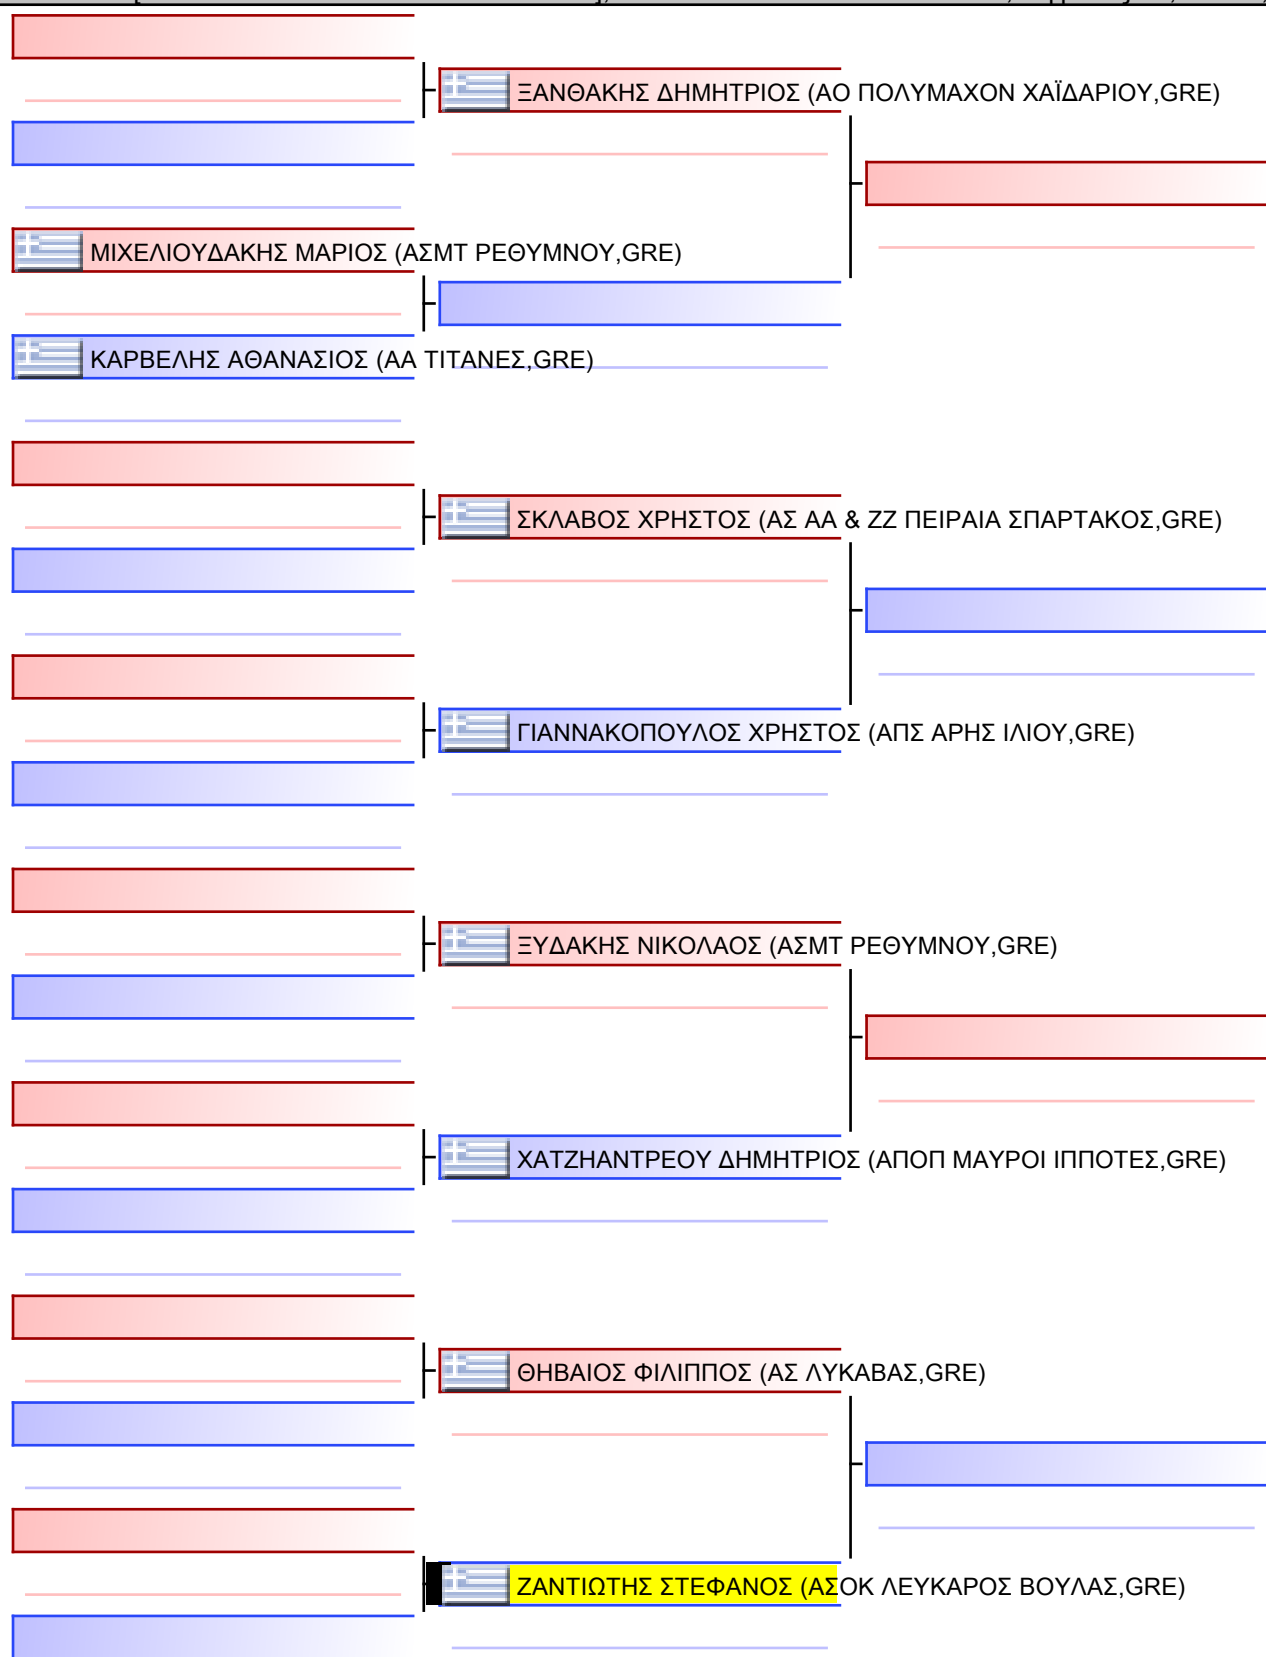 ΞΑΝΘΑΚΗΣ ΔΗΜΗΤΡΙΟΣ (ΑΟ ΠΟΛΥΜΑΧΟΝ ΧΑΪΔΑΡΙΟΥ,GRE)
ΜΙΧΕΛΙΟΥΔΑΚΗΣ ΜΑΡΙΟΣ (ΑΣΜΤ ΡΕΘΥΜΝΟΥ,GRE)
ΚΑΡΒΕΛΗΣ ΑΘΑΝΑΣΙΟΣ (ΑΑ ΤΙΤΑΝΕΣ,GRE)
ΣΚΛΑΒΟΣ ΧΡΗΣΤΟΣ (ΑΣ ΑΑ & ΖΖ ΠΕΙΡΑΙΑ ΣΠΑΡΤΑΚΟΣ,GRE)
ΓΙΑΝΝΑΚΟΠΟΥΛΟΣ ΧΡΗΣΤΟΣ (ΑΠΣ ΑΡΗΣ ΙΛΙΟΥ,GRE)
ΞΥΔΑΚΗΣ ΝΙΚΟΛΑΟΣ (ΑΣΜΤ ΡΕΘΥΜΝΟΥ,GRE)
ΧΑΤΖΗΑΝΤΡΕΟΥ ΔΗΜΗΤΡΙΟΣ (ΑΠΟΠ ΜΑΥΡΟΙ ΙΠΠΟΤΕΣ,GRE)
ΘΗΒΑΙΟΣ ΦΙΛΙΠΠΟΣ (ΑΣ ΛΥΚΑΒΑΣ,GRE)
ΖΑΝΤΙΩΤΗΣ ΣΤΕΦΑΝΟΣ (ΑΣΟΚ ΛΕΥΚΑΡΟΣ ΒΟΥΛΑΣ,GRE)